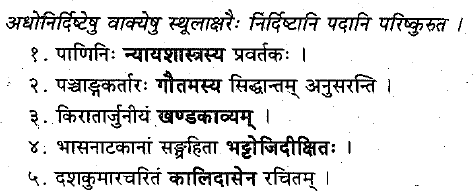 अधोनिर्दिष्टेषु वाक्येषु स्थूलाक्षरैः निर्दिष्टानि पदानि परिष्कुरुत ।
१. पाणिनिः न्यायशास्त्रस्य प्रवर्तकः ।
२. पञ्चाङ्गकर्तारः गौतमस्य सिद्धान्तम् अनुसरन्ति ।
३. किरातार्जुनीयं खण्डकाव्यम् ।
४. भासनाटकानां सङ्ग्रहिता भट्टोजिदीक्षितः ।
५. दशकुमारचरितं कालिदासेन रचितम् ।